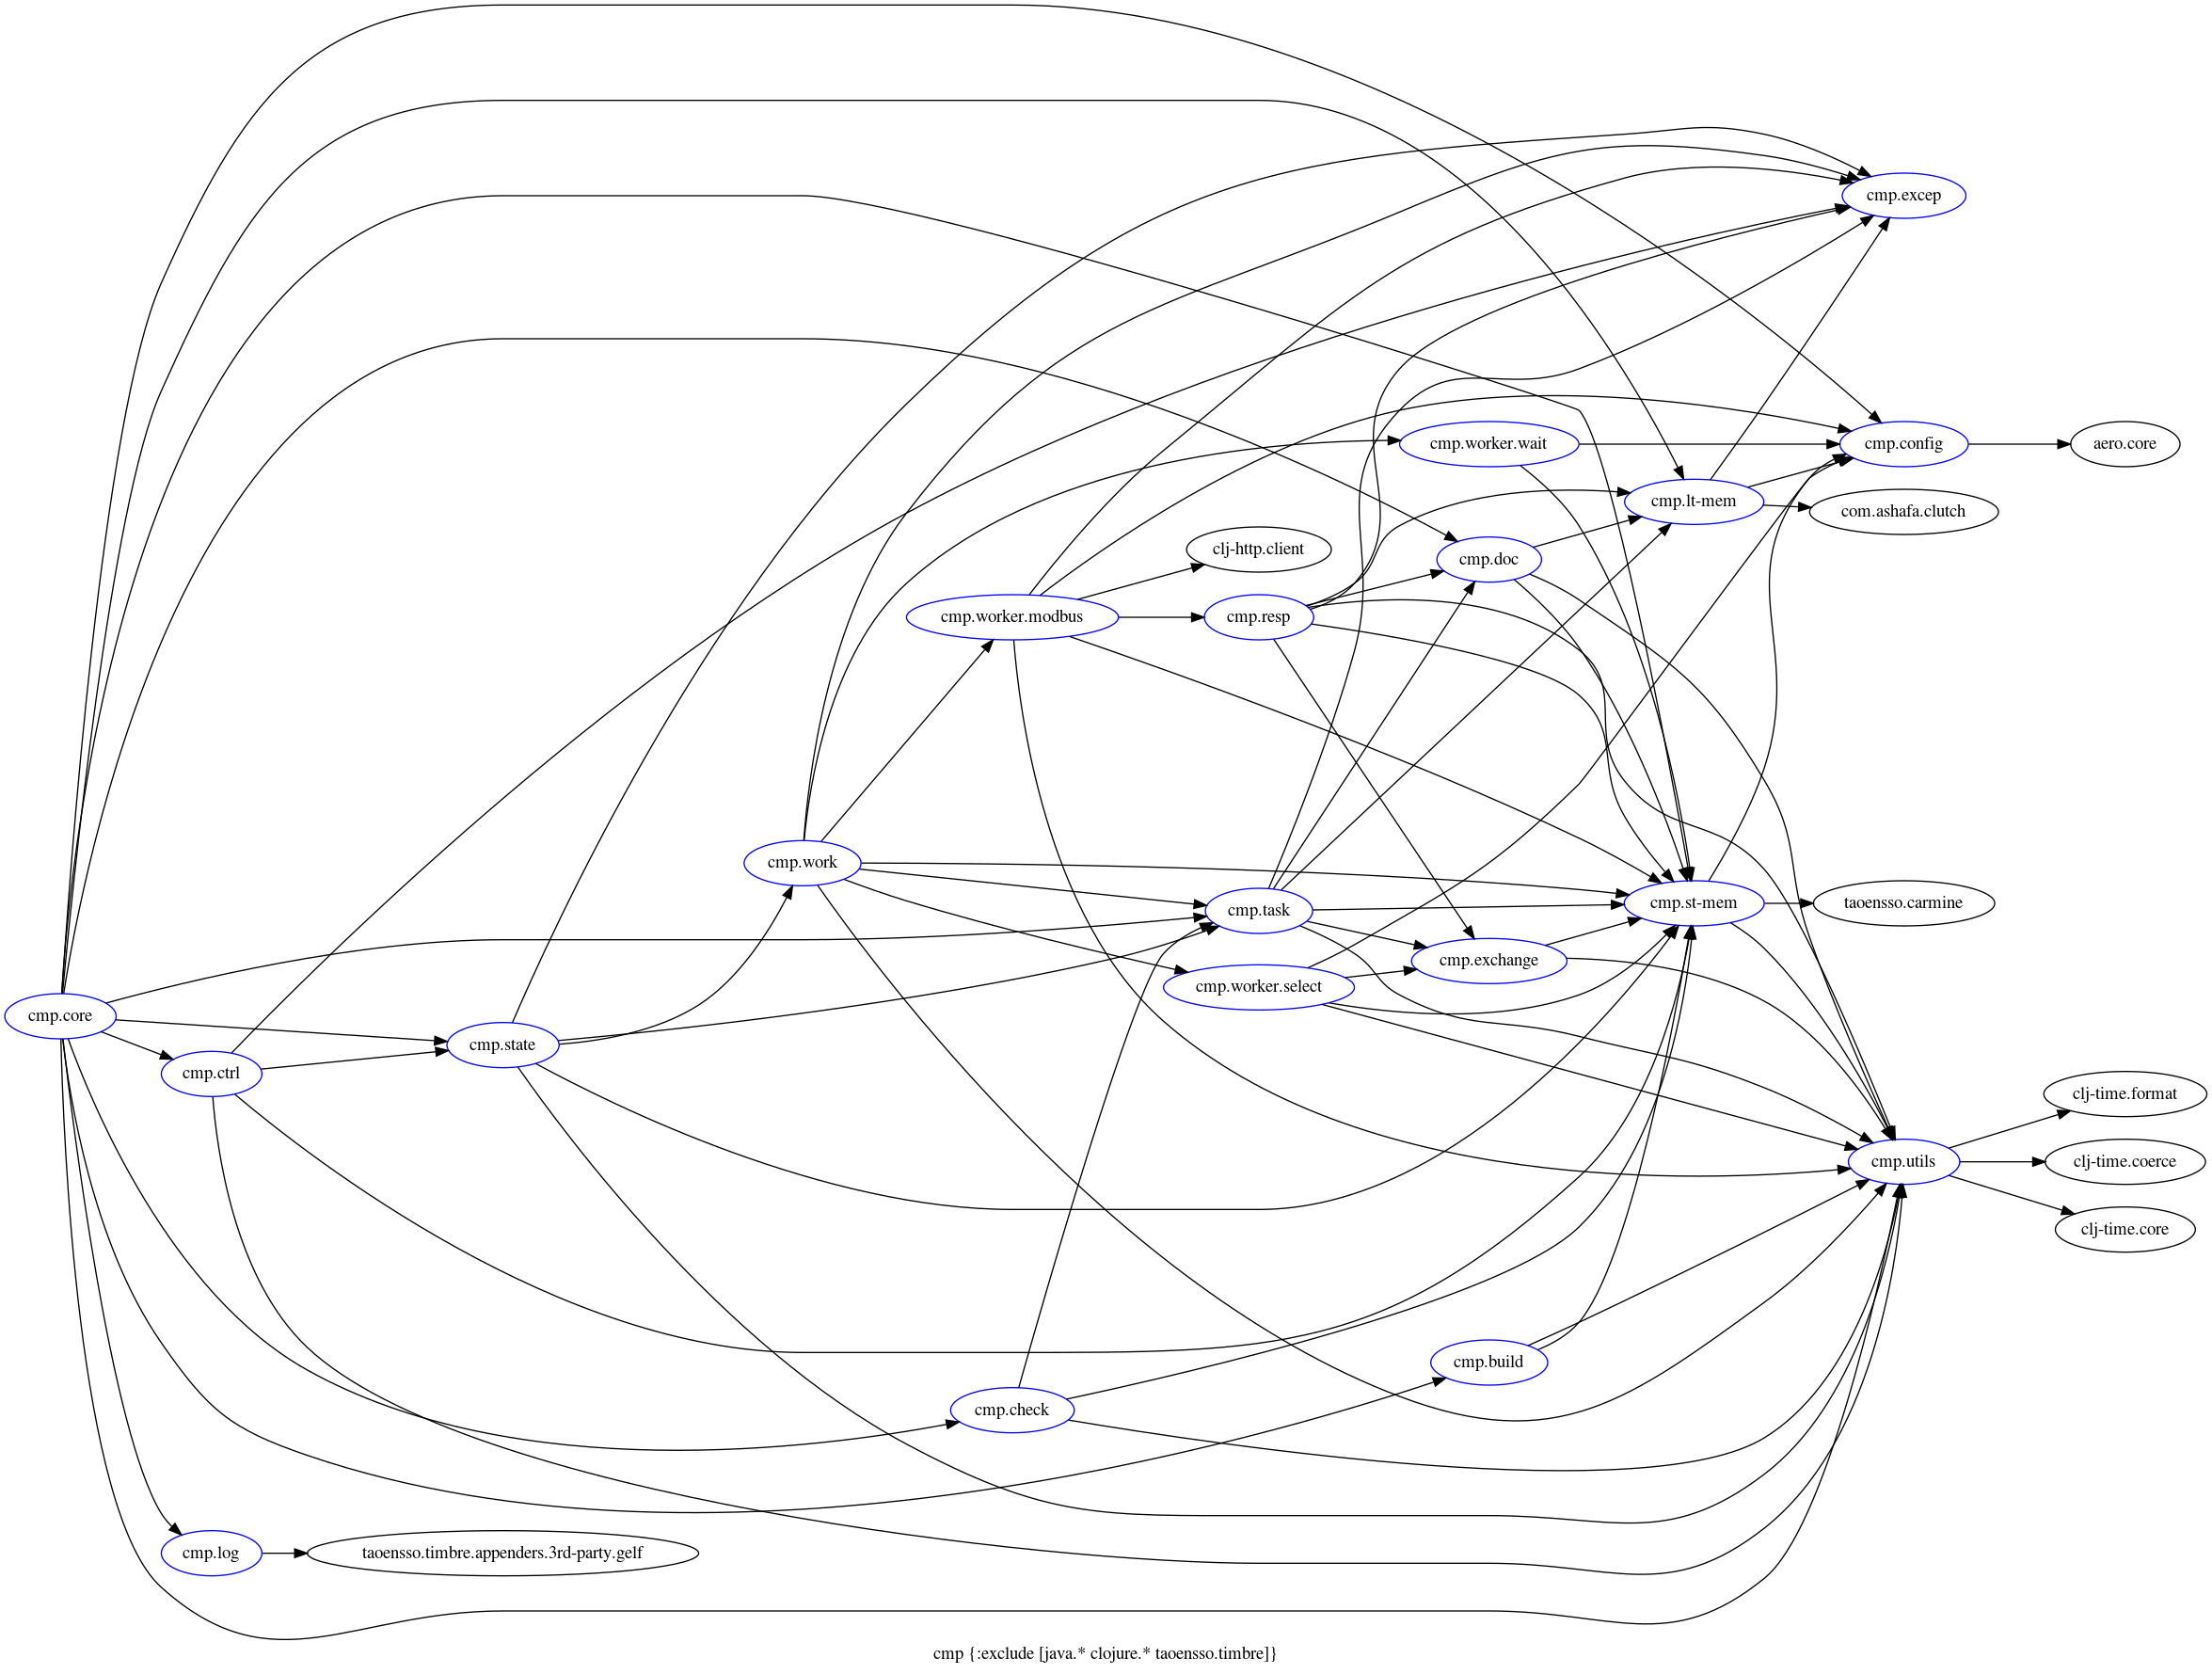 cmp.excep
cmp.worker.wait
cmp.config
aero.core
cmp.lt-mem
com.ashafa.clutch
clj-http.client
cmp.doc
cmp.worker.modbus
cmp.resp
cmp.work
cmp.task
cmp.st-mem
taoensso.carmine
cmp.exchange
cmp.worker.select
cmp.core
cmp.state
cmp.ctrl
clj-time.format
cmp.utils
clj-time.coerce
clj-time.core
cmp.build
cmp.check
cmp.log
taoensso.timbre.appenders.3rd-party.gelf
cmp {:exclude [java.* clojure.* taoensso.timbre]}